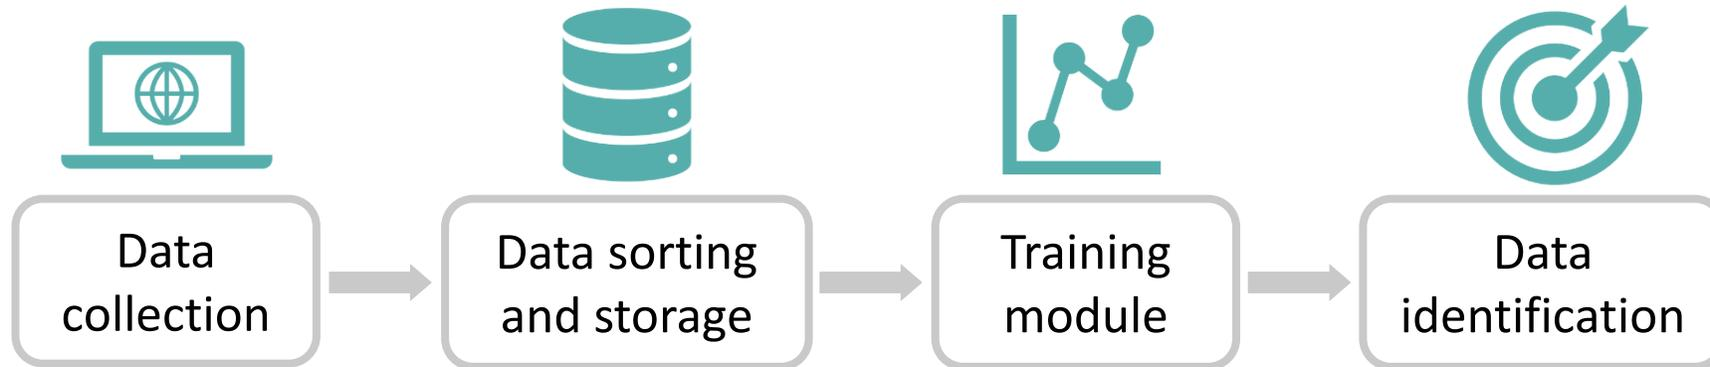 Data
collection
Data sorting
and storage
Training
module
Data
identification